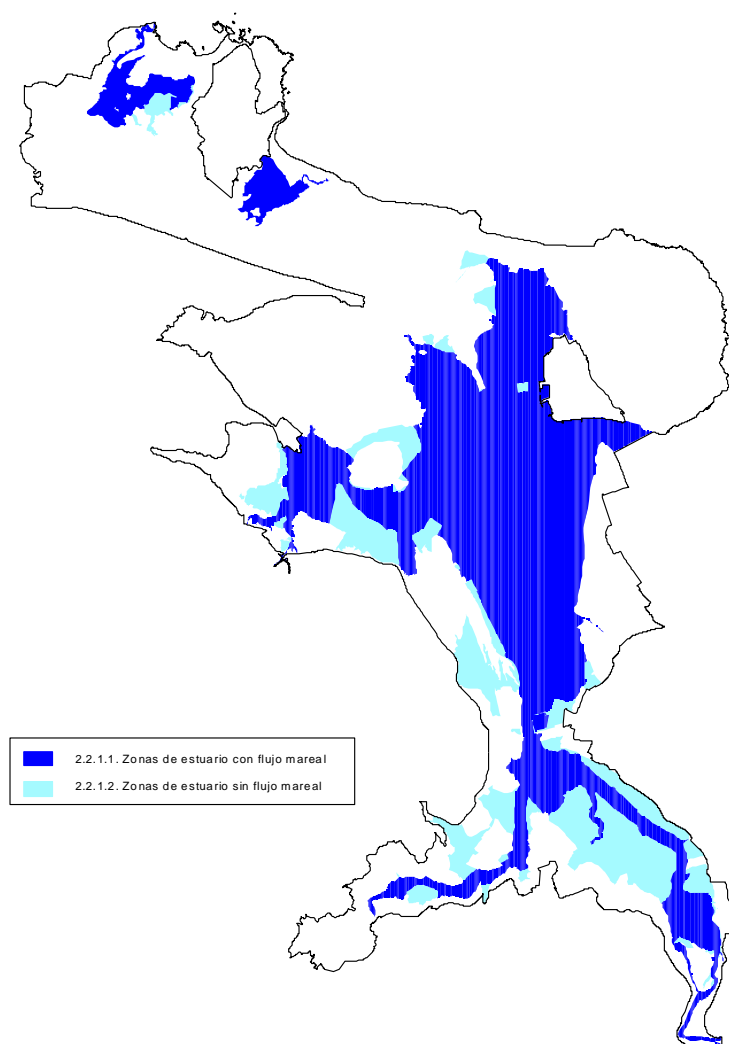 2.2.1.1. Zonas de estuario con flujo mareal
2.2.1.2. Zonas de estuario sin flujo mareal